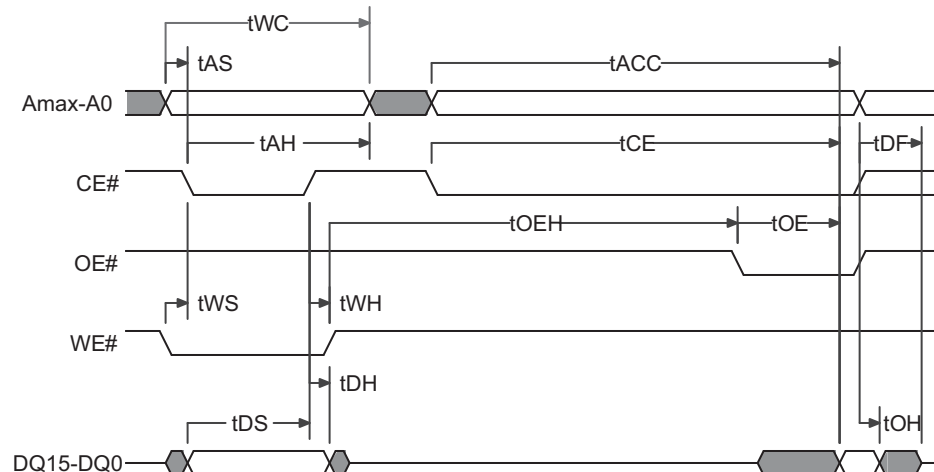 tWC
tAS
tACC
Amax-A0
tAH
tCE
tDF
CE#
tOEH
tOE
OE#
tWS
tWH
WE#
tDH
tDS
tOH
DQ15-DQ0